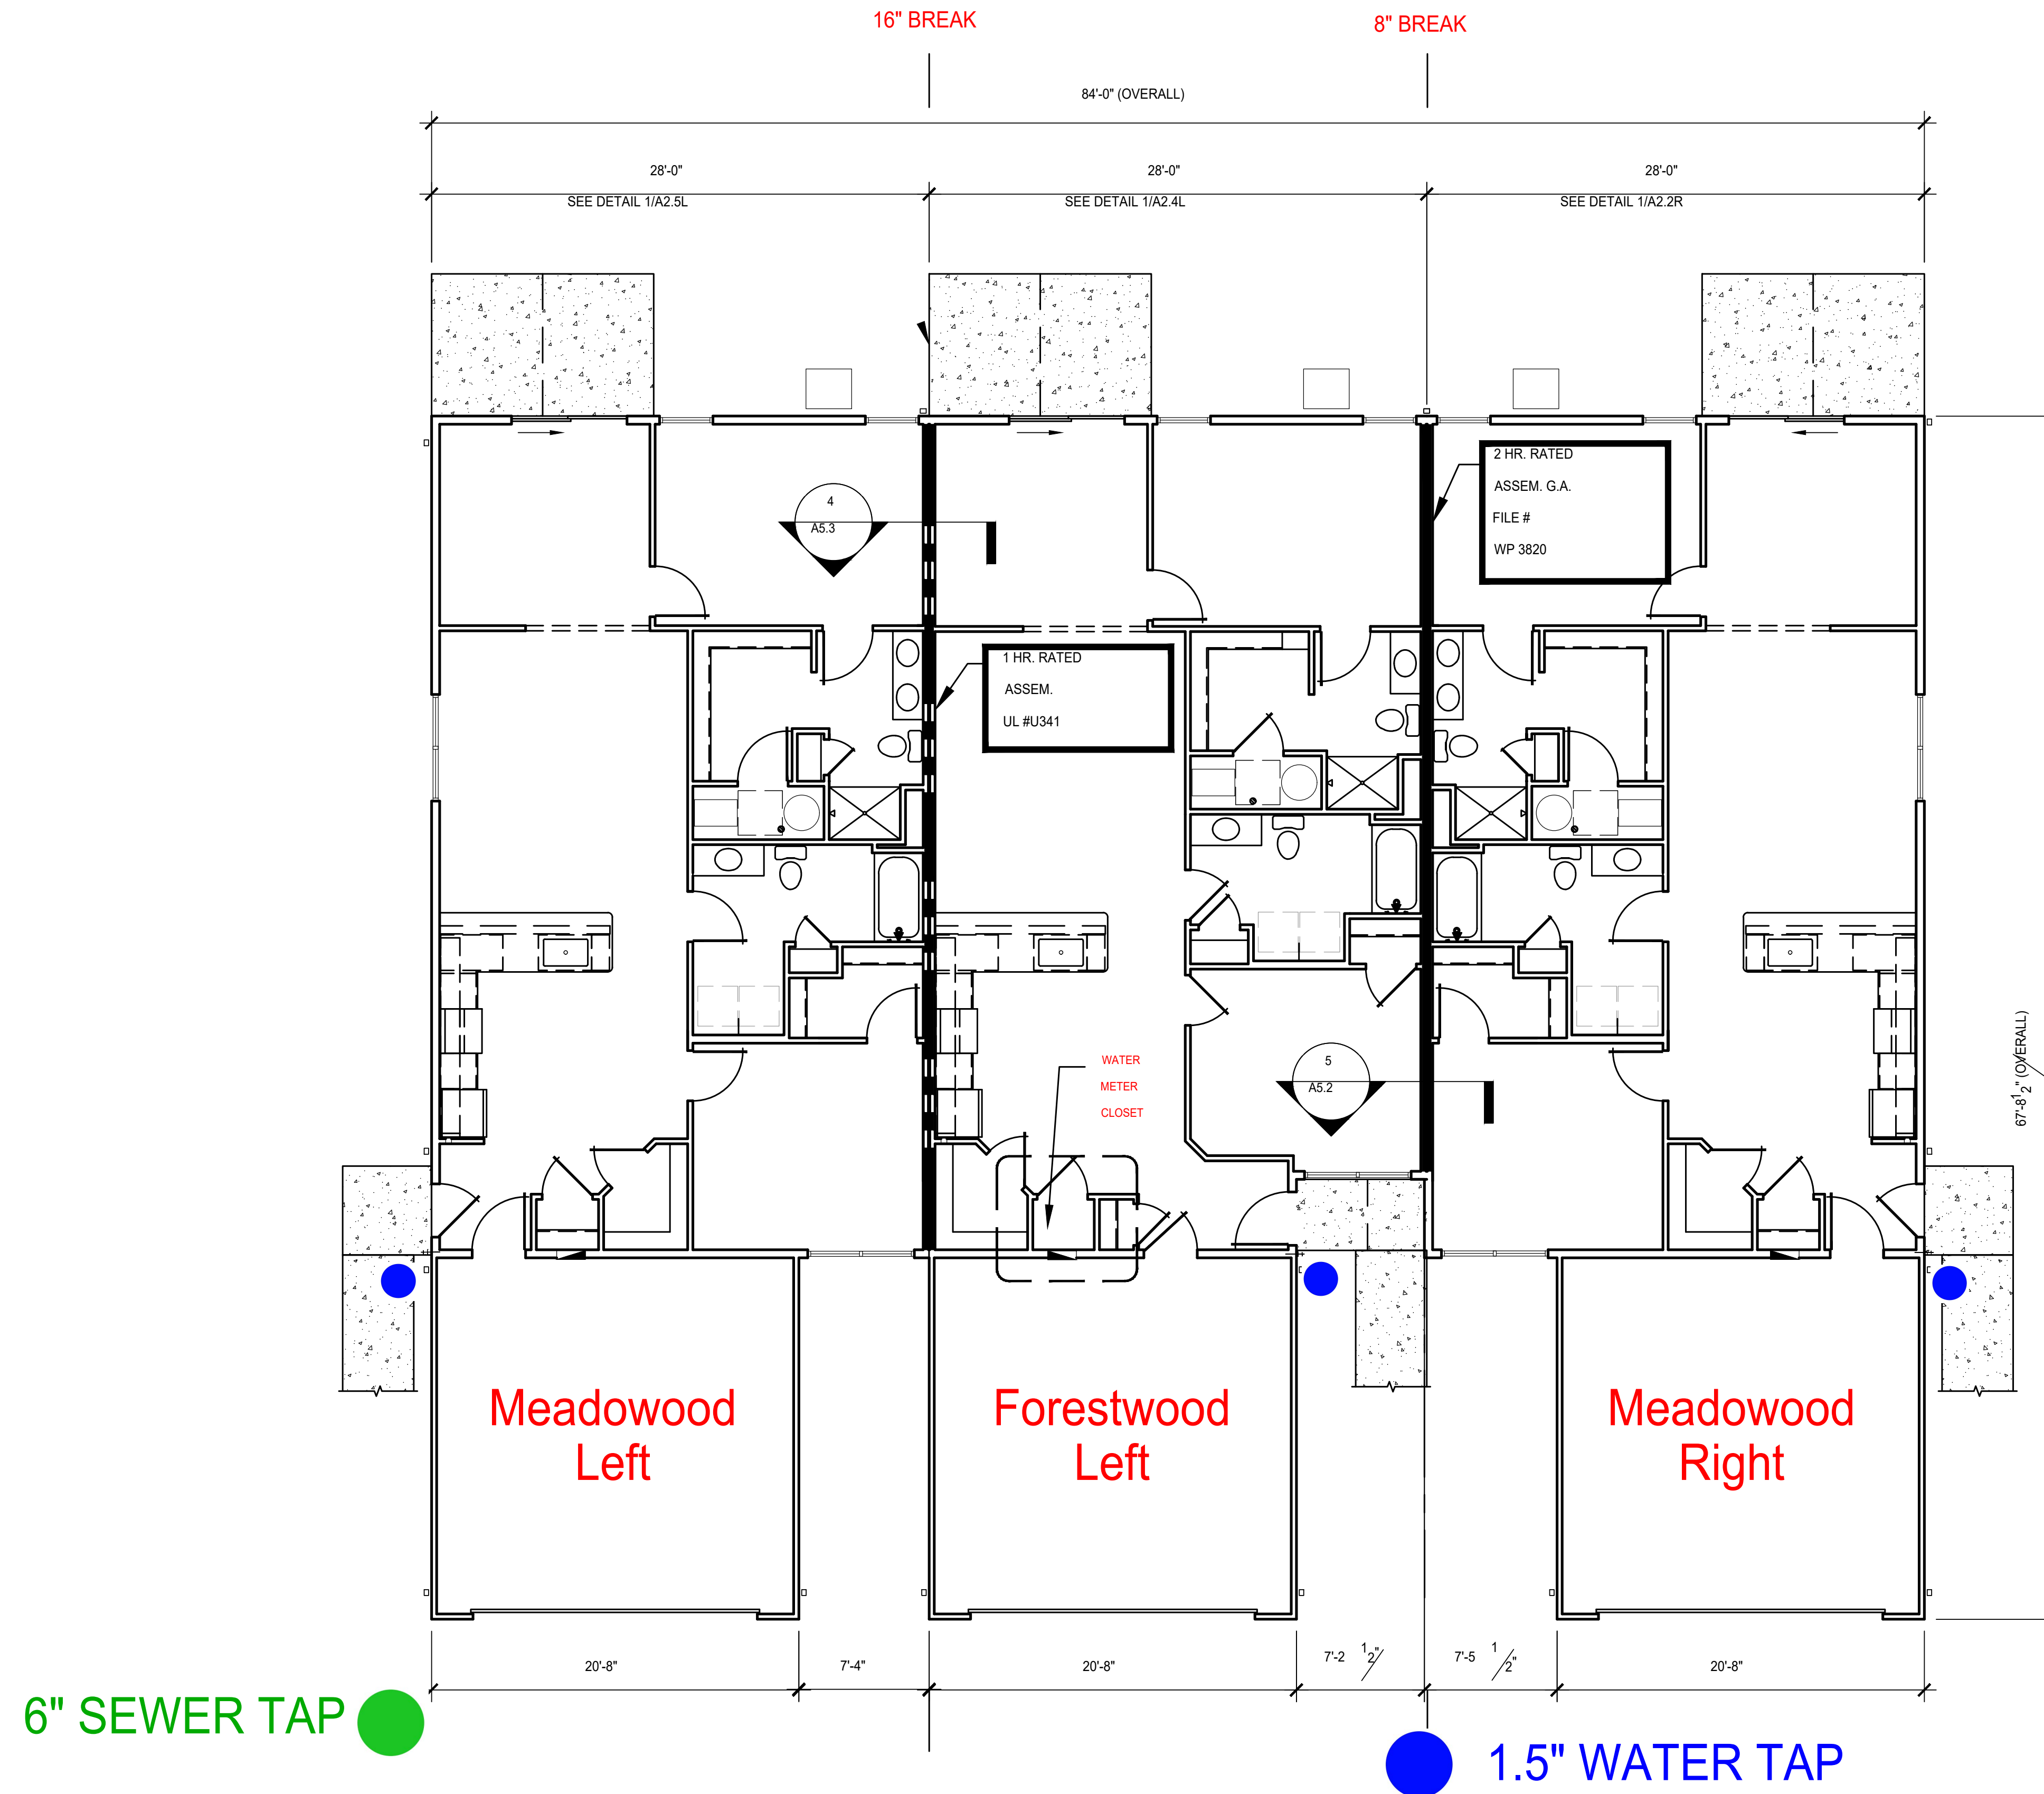 16" BREAK
8" BREAK
84'-0" (OVERALL)
28'-0"
28'-0"
28'-0"
SEE DETAIL 1/A2.5L
SEE DETAIL 1/A2.4L
SEE DETAIL 1/A2.2R
2 HR. RATED
ASSEM. G.A.
FILE #
WP 3820
4
A5.3
1 HR. RATED
ASSEM.
UL #U341
WATER
METER
CLOSET
5
A5.2
67'-8 1/2" (OVERALL)
Meadowood
Left
Forestwood
Left
Meadowood
Right
20'-8"
7'-4"
20'-8"
7'-2 1/2"
7'-5 1/2"
20'-8"
6" SEWER TAP
1.5" WATER TAP